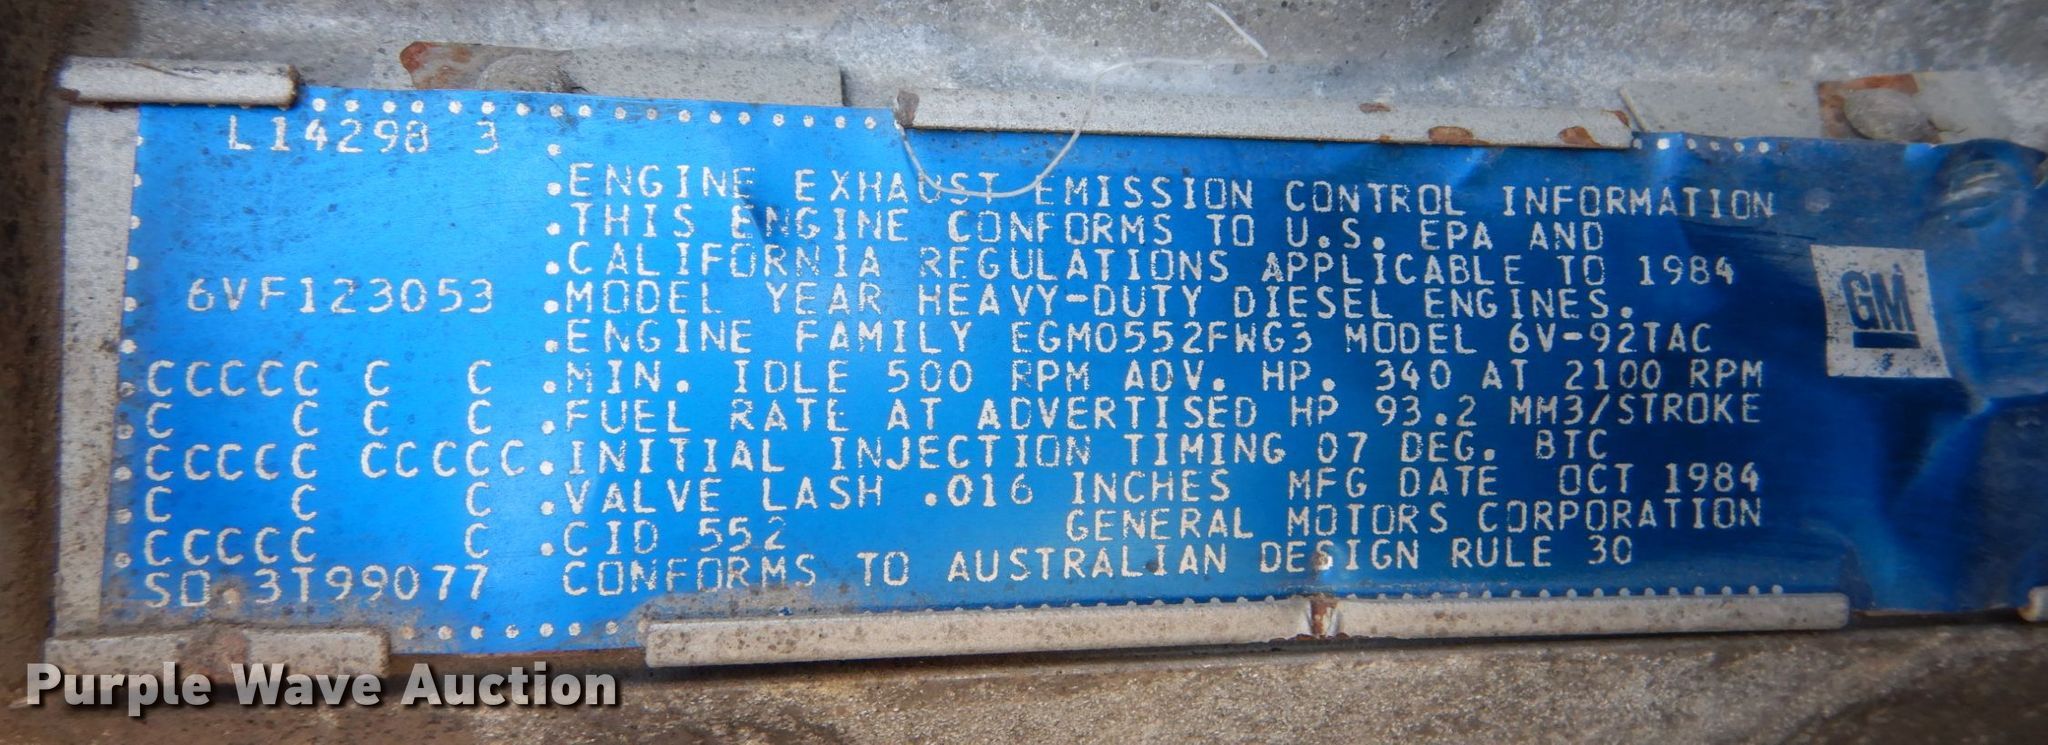 L14298 3
.ENGINE EXHAUST EMISSION CONTROL INFORMATION
.THIS ENGINE CONFORMS TO U.S. EPA AND
.CALIFORNIA REGULATIONS APPLICABLE TO 1984
6VF123053 .MODEL YEAR HEAVY-DUTY DIESEL ENGINES.
.ENGINE FAMILY EGM0552FWG3 MODEL 6V-92TAC
CCCCC C C .MIN. IDLE 500 RPM ADV. HP. 340 AT 2100 RPM
C C C C .FUEL RATE AT ADVERTISED HP 93.2 MM3/STROKE
CCCCC CCCCC .INITIAL INJECTION TIMING 07 DEG. BTC
C C C .VALVE LASH .016 INCHES MFG DATE OCT 1984
CCCCC C .CID 552 GENERAL MOTORS CORPORATION
SO 3T99077 CONFORMS TO AUSTRALIAN DESIGN RULE 30
GM
Purple Wave Auction